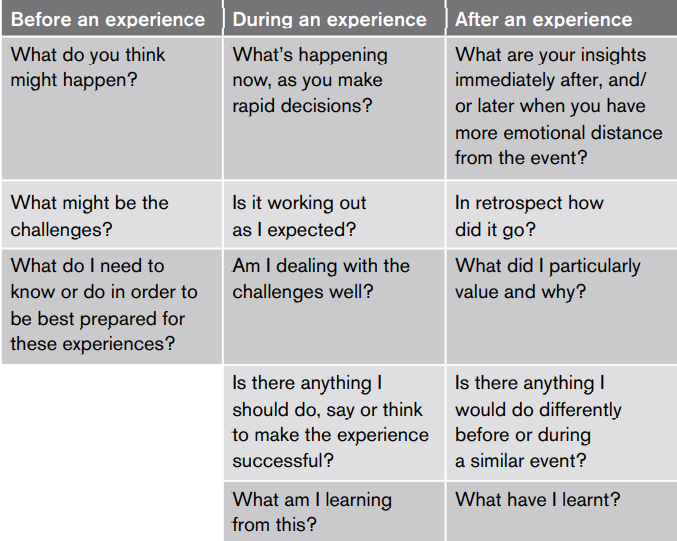 Before an experience
During an experience
After an experience
What do you think
might happen?
What's happening
now, as you make
rapid decisions?
What are your insights
immediately after, and/
or later when you have
more emotional distance
from the event?
What might be the
challenges?
Is it working out
as I expected?
In retrospect how
did it go?
What do I need to
know or do in order to
be best prepared for
these experiences?
Am I dealing with the
challenges well?
What did I particularly
value and why?
Is there anything I
should do, say or think
to make the experience
successful?
Is there anything I
would do differently
before or during
a similar event?
What am I learning
from this?
What have I learnt?